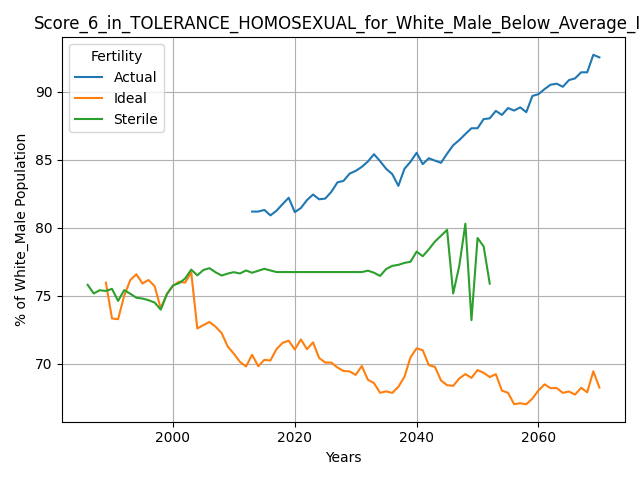 Score_6_in_TOLERANCE_HOMOSEXUAL_for_White_Male_Below_Average_I
Fertility
Actual
Ideal
Sterile
% of White_Male Population
90
85
80
75
70
2000
2020
2040
2060
Years